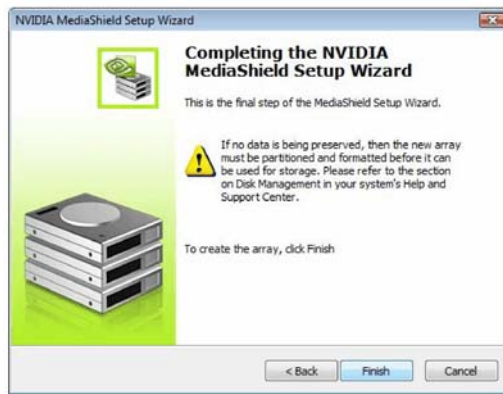 NVIDIA MediaShield Setup Wizard
Completing the NVIDIA
MediaShield Setup Wizard
This is the final step of the MediaShield Setup Wizard.
If no data is being preserved, then the new array
must be partitioned and formatted before it can
be used for storage. Please refer to the section
on Disk Management in your system's Help and
Support Center.
To create the array, click Finish
< Back
Finish
Cancel